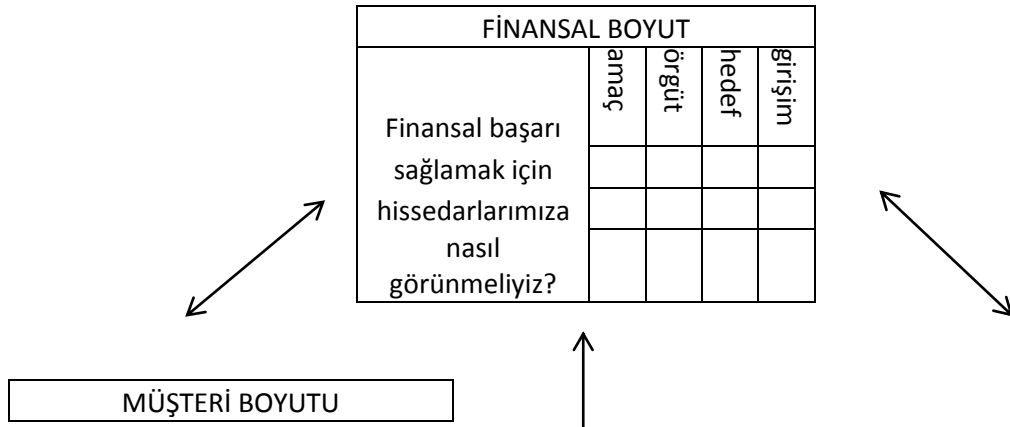 FİNANSAL BOYUT
Finansal başarı
sağlamak için
hissedarlarımıza
nasıl
görünmeliyiz?
amaç
örgüt
hedef
girişim
MÜŞTERİ BOYUTU